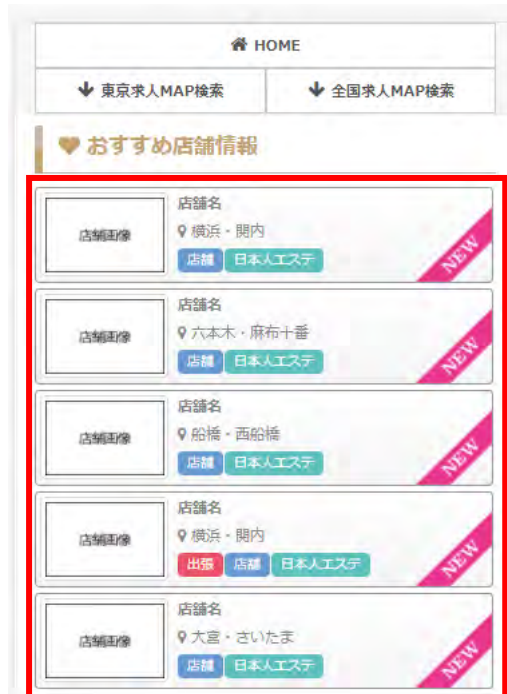 HOME
東京求人MAP検索 全国求人MAP検索
おすすめ店舗情報
店舗画像
店舗名
横浜・関内
店舗 日本人エステ
NEW
店舗画像
店舗名
六本木・麻布十番
店舗 日本人エステ
NEW
店舗画像
店舗名
船橋・西船橋
店舗 日本人エステ
NEW
店舗画像
店舗名
横浜・関内
出張 店舗 日本人エステ
NEW
店舗画像
店舗名
大宮・さいたま
店舗 日本人エステ
NEW